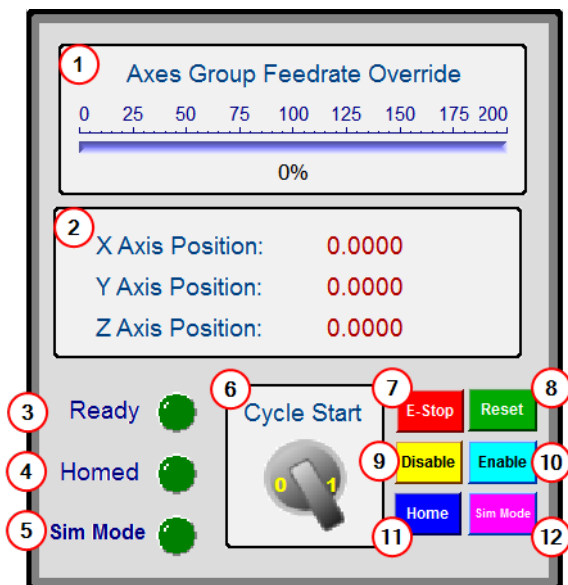 1
Axes Group Feedrate Override
0 25 50 75 100 125 150 175 200
0%
2
X Axis Position: 0.0000
Y Axis Position: 0.0000
Z Axis Position: 0.0000
3 Ready
4 Homed
5 Sim Mode
6
Cycle Start
0 1
7 E-Stop Reset 8
9 Disable Enable 10
Home Sim Mode
11 12